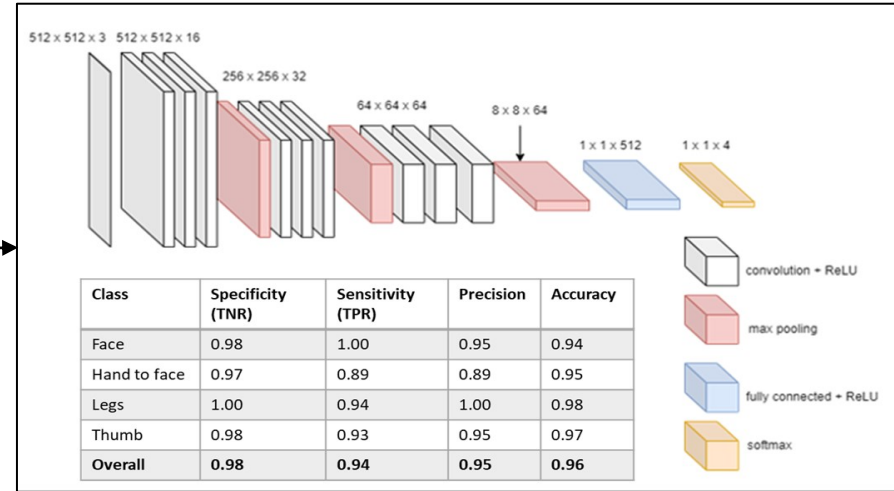 512 x 512 x 3 512 x 512 x 16
256 x 256 x 32
64 x 64 x 64
8 x 8 x 64
1 x 1 x 512 1 x 1 x 4
convolution + ReLU
max pooling
fully connected + ReLU
softmax
Class Specificity (TNR) Sensitivity (TPR) Precision Accuracy
Face 0.98 1.00 0.95 0.94
Hand to face 0.97 0.89 0.89 0.95
Legs 1.00 0.94 1.00 0.98
Thumb 0.98 0.93 0.95 0.97
Overall 0.98 0.94 0.95 0.96